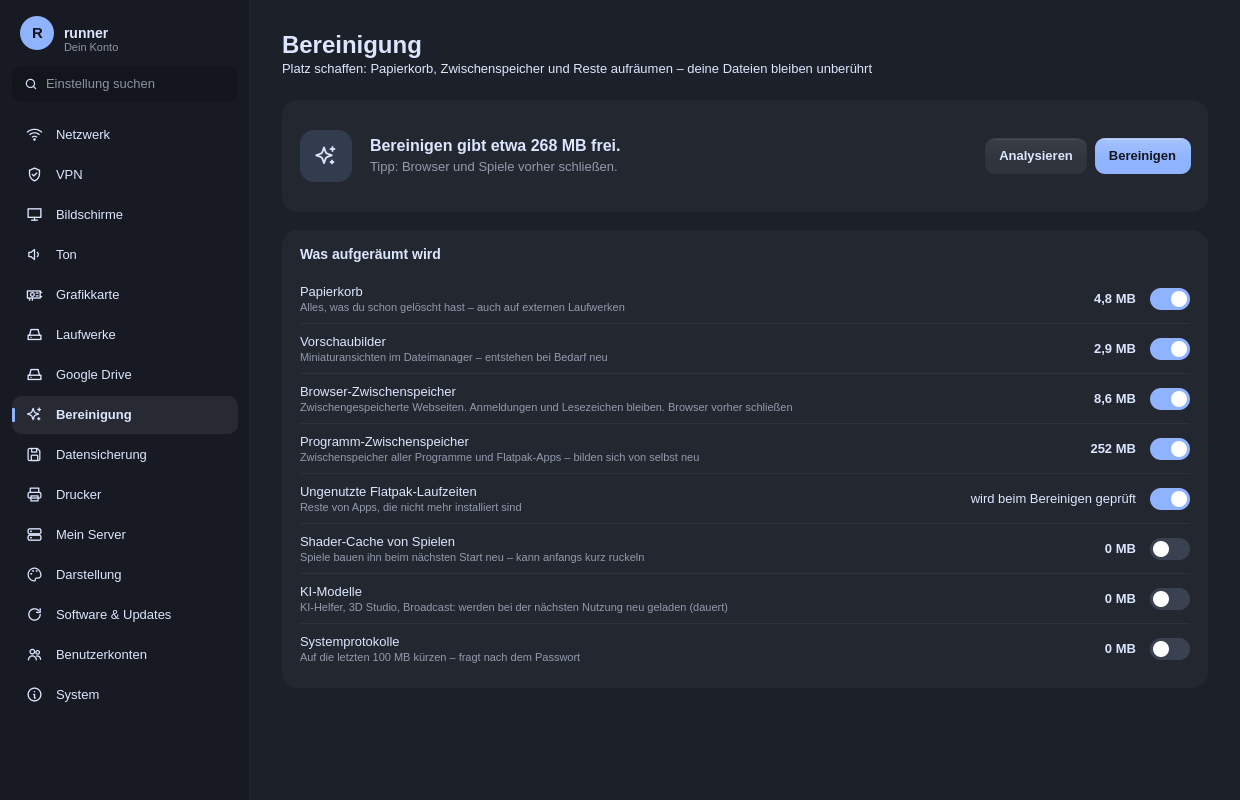 R
runner
Dein Konto
Einstellung suchen
Netzwerk
VPN
Bildschirme
Ton
Grafikkarte
Laufwerke
Google Drive
Bereinigung
Datensicherung
Drucker
Mein Server
Darstellung
Software & Updates
Benutzerkonten
System
Bereinigung
Platz schaffen: Papierkorb, Zwischenspeicher und Reste aufräumen – deine Dateien bleiben unberührt
Bereinigen gibt etwa 268 MB frei.
Tipp: Browser und Spiele vorher schließen.
Analysieren
Bereinigen
Was aufgeräumt wird
Papierkorb
Alles, was du schon gelöscht hast – auch auf externen Laufwerken
4,8 MB
Vorschaubilder
Miniaturansichten im Dateimanager – entstehen bei Bedarf neu
2,9 MB
Browser-Zwischenspeicher
Zwischengespeicherte Webseiten. Anmeldungen und Lesezeichen bleiben. Browser vorher schließen
8,6 MB
Programm-Zwischenspeicher
Zwischenspeicher aller Programme und Flatpak-Apps – bilden sich von selbst neu
252 MB
Ungenutzte Flatpak-Laufzeiten
Reste von Apps, die nicht mehr installiert sind
wird beim Bereinigen geprüft
Shader-Cache von Spielen
Spiele bauen ihn beim nächsten Start neu – kann anfangs kurz ruckeln
0 MB
KI-Modelle
KI-Helfer, 3D Studio, Broadcast: werden bei der nächsten Nutzung neu geladen (dauert)
0 MB
Systemprotokolle
Auf die letzten 100 MB kürzen – fragt nach dem Passwort
0 MB